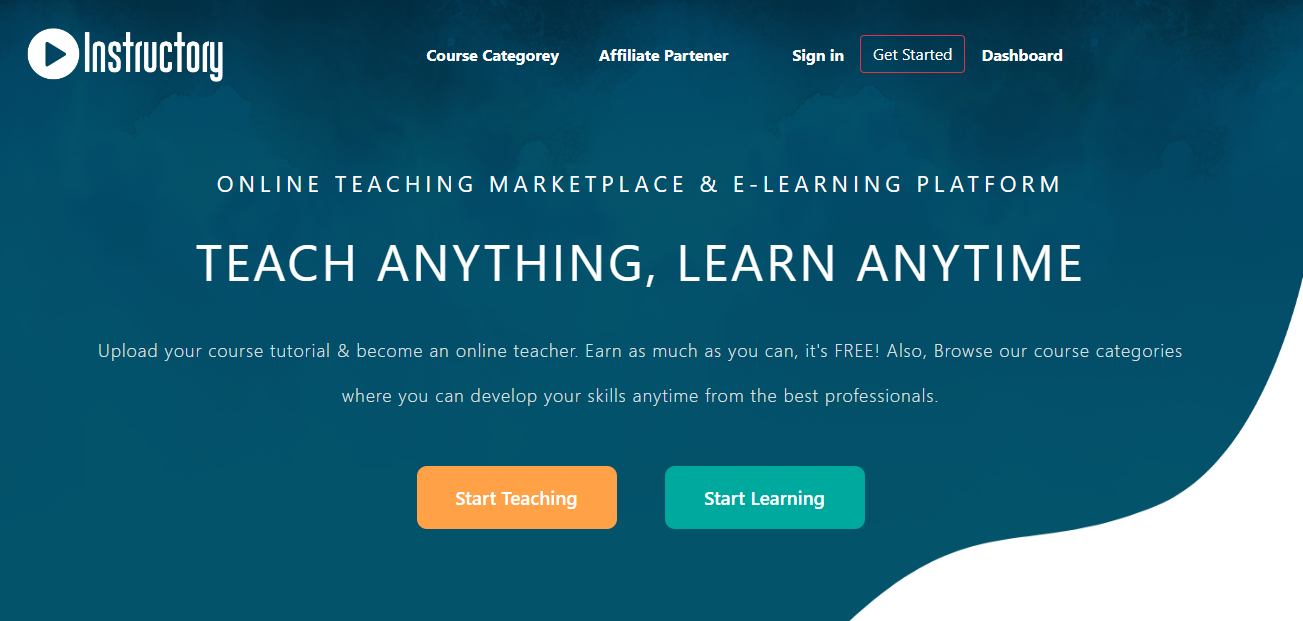 Instructory
Course Categorey
Affiliate Partener
Sign in
Get Started
Dashboard
ONLINE TEACHING MARKETPLACE & E-LEARNING PLATFORM
TEACH ANYTHING, LEARN ANYTIME
Upload your course tutorial & become an online teacher. Earn as much as you can, it's FREE! Also, Browse our course categories
where you can develop your skills anytime from the best professionals.
Start Teaching
Start Learning